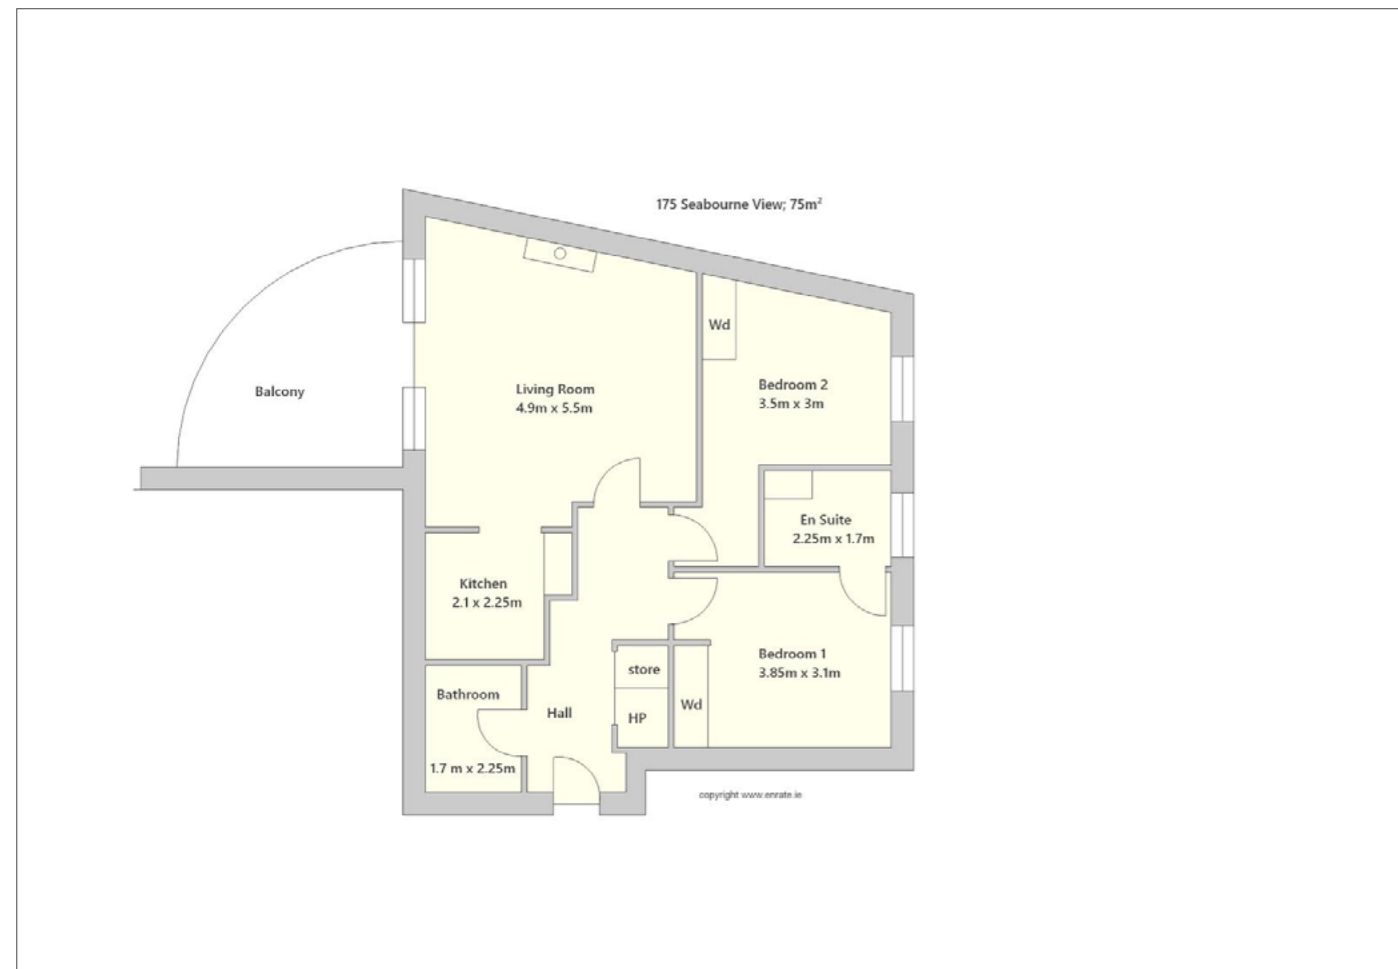 175 Seabourne View; 75m²
Wd
Balcony
Living Room
4.9m x 5.5m
Bedroom 2
3.5m x 3m
En Suite
2.25m x 1.7m
Kitchen
2.1 x 2.25m
Bedroom 1
3.85m x 3.1m
store
Bathroom
Wd
Hall
HP
1.7 m x 2.25m
copyright www.enrate.ie